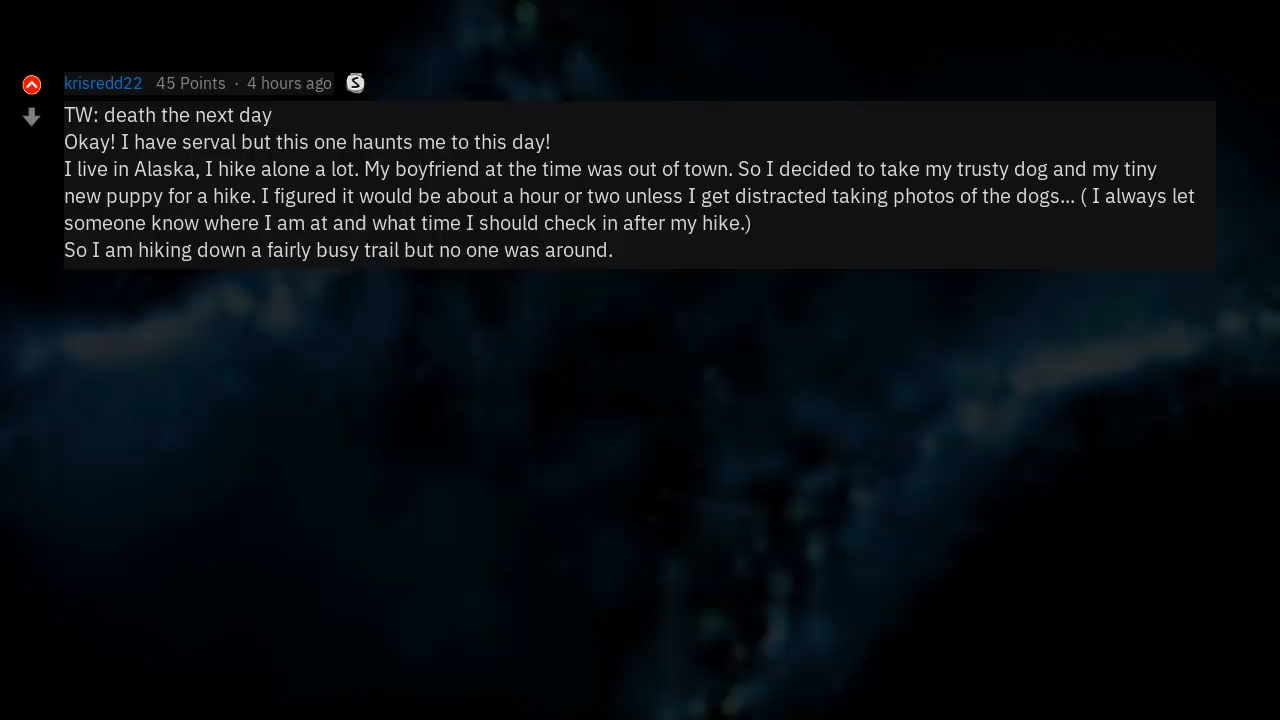 krisredd22 45 Points · 4 hours ago
TW: death the next day
Okay! I have serval but this one haunts me to this day!
I live in Alaska, I hike alone a lot. My boyfriend at the time was out of town. So I decided to take my trusty dog and my tiny
new puppy for a hike. I figured it would be about a hour or two unless I get distracted taking photos of the dogs... ( I always let
someone know where I am at and what time I should check in after my hike.)
So I am hiking down a fairly busy trail but no one was around.